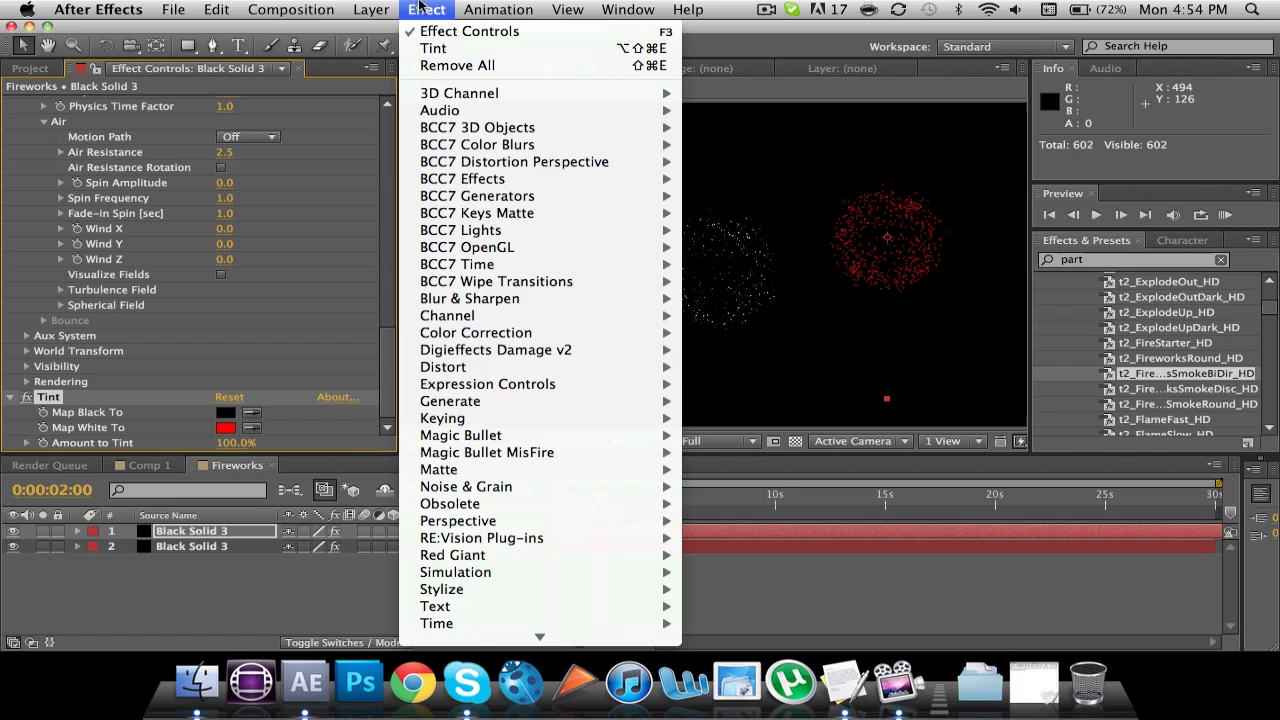 After Effects File Edit Composition Layer Effect Animation View Window Help 17 (72%) Mon 4:54 PM
Workspace: Standard Search Help
Project Effect Controls: Black Solid 3
Layer: (none)
Info Audio
Fireworks • Black Solid 3
Physics Time Factor 1.0
Air
Motion Path Off
Air Resistance 2.5
Air Resistance Rotation
Spin Amplitude 0.0
Spin Frequency 1.0
Fade-in Spin [sec] 1.0
Wind X 0.0
Wind Y 0.0
Wind Z 0.0
Visualize Fields
Turbulence Field
Spherical Field
Bounce
Aux System
World Transform
Visibility
Rendering
Tint Reset About...
Map Black To
Map White To
Amount to Tint 100.0%
Effect Controls F3
Tint ⌥⇧⌘E
Remove All ⇧⌘E
3D Channel
Audio
BCC7 3D Objects
BCC7 Color Blurs
BCC7 Distortion Perspective
BCC7 Effects
BCC7 Generators
BCC7 Keys Matte
BCC7 Lights
BCC7 OpenGL
BCC7 Time
BCC7 Wipe Transitions
Blur & Sharpen
Channel
Color Correction
Digieffects Damage v2
Distort
Expression Controls
Generate
Keying
Magic Bullet
Magic Bullet MisFire
Matte
Noise & Grain
Obsolete
Perspective
RE:Vision Plug-ins
Red Giant
Simulation
Stylize
Text
Time
R :
G :
B :
A : 0
X : 494
Y : 126
Total: 602 Visible: 602
Preview
Effects & Presets Character
part
t2_ExplodeOut_HD
t2_ExplodeOutDark_HD
t2_ExplodeUp_HD
t2_ExplodeUpDark_HD
t2_FireStarter_HD
t2_FireworksRound_HD
t2_Fire...sSmokeBiDir_HD
t2_Fire...ksSmokeDisc_HD
t2_Fire...SmokeRound_HD
t2_FlameFast_HD
t2_FlameSlow_HD
Full Active Camera 1 View
Render Queue Comp 1 Fireworks
0:00:02:00
10s 15s 20s 25s 30s
# Source Name
1 Black Solid 3
2 Black Solid 3
Toggle Switches / Mod
AE Ps